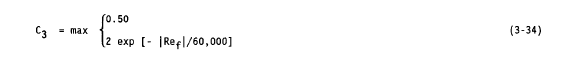 C₃ = max { 0.50
2 exp [- |Re_f|/60,000] (3-34)